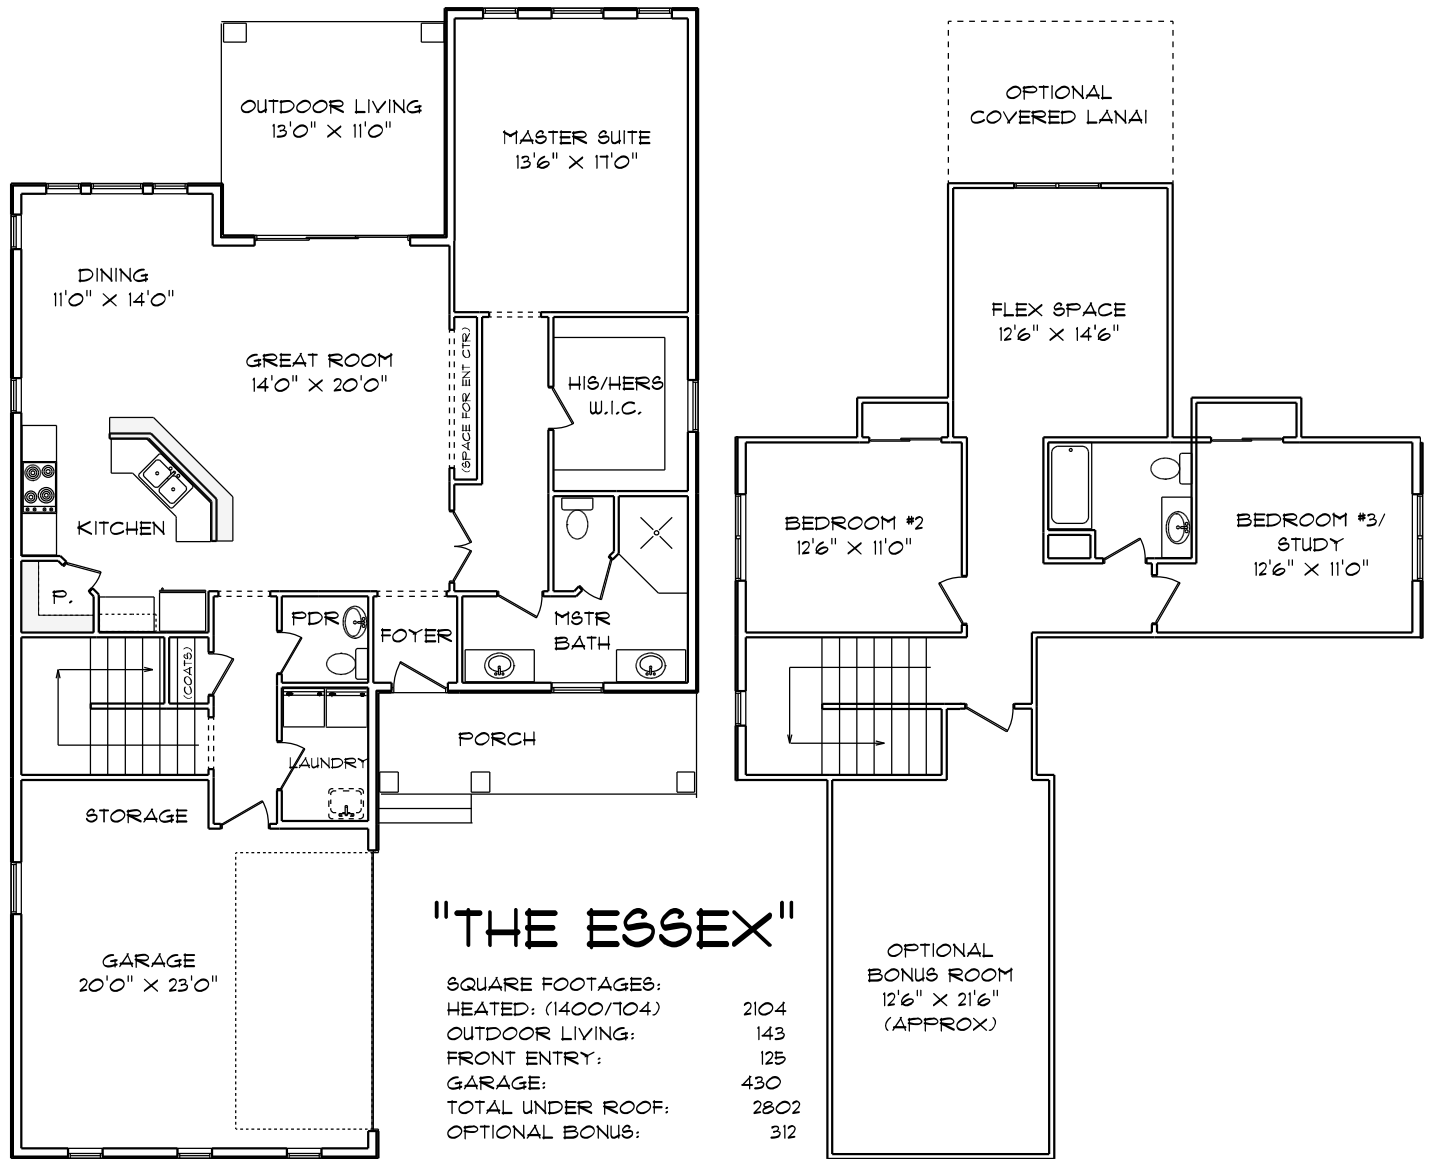 OUTDOOR LIVING
13'0" X 11'0"
MASTER SUITE
13'6" X 17'0"
OPTIONAL
COVERED LANAI
DINING
11'0" X 14'0"
GREAT ROOM
14'0" X 20'0"
(SPACE FOR ENT CTR)
HIS/HERS
W.I.C.
FLEX SPACE
12'6" X 14'6"
KITCHEN
P.
PDR
FOYER
MSTR
BATH
(COATS)
BEDROOM #2
12'6" X 11'0"
BEDROOM #3/
STUDY
12'6" X 11'0"
LAUNDRY
PORCH
STORAGE
GARAGE
20'0" X 23'0"
OPTIONAL
BONUS ROOM
12'6" X 21'6"
(APPROX)
"THE ESSEX"
SQUARE FOOTAGES:
HEATED: (1400/704) 2104
OUTDOOR LIVING: 143
FRONT ENTRY: 125
GARAGE: 430
TOTAL UNDER ROOF: 2802
OPTIONAL BONUS: 312